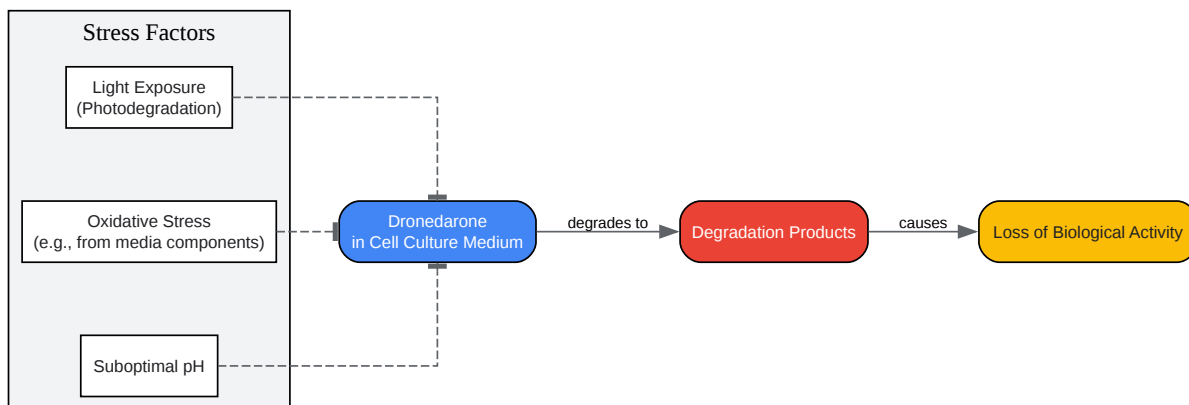 Stress Factors
Light Exposure
(Photodegradation)
Oxidative Stress
(e.g., from media components)
Suboptimal pH
Dronedarone
in Cell Culture Medium
degrades to
Degradation Products
causes
Loss of Biological Activity